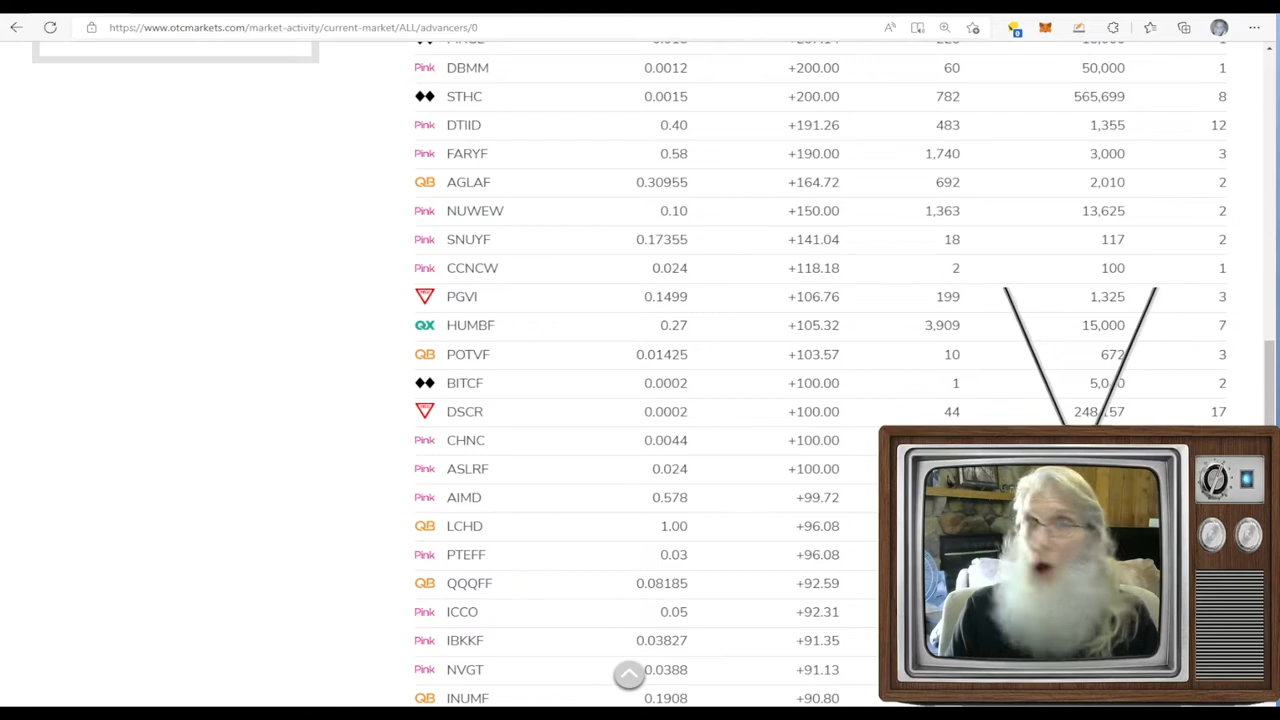 https://www.otcmarkets.com/market-activity/current-market/ALL/advancers/0
Pink DBMM 0.0012 +200.00 60 50,000 1
STHC 0.0015 +200.00 782 565,699 8
Pink DTIID 0.40 +191.26 483 1,355 12
Pink FARYF 0.58 +190.00 1,740 3,000 3
QB AGLAF 0.30955 +164.72 692 2,010 2
Pink NUWEW 0.10 +150.00 1,363 13,625 2
Pink SNUYF 0.17355 +141.04 18 117 2
Pink CCNCW 0.024 +118.18 2 100 1
PGVI 0.1499 +106.76 199 1,325 3
QX HUMBF 0.27 +105.32 3,909 15,000 7
QB POTVF 0.01425 +103.57 10 672 3
BITCF 0.0002 +100.00 1 2
DSCR 0.0002 +100.00 44 17
Pink CHNC 0.0044 +100.00
Pink ASLRF 0.024 +100.00
Pink AIMD 0.578 +99.72
QB LCHD 1.00 +96.08
Pink PTEFF 0.03 +96.08
QB QQQFF 0.08185 +92.59
Pink ICCO 0.05 +92.31
Pink IBKKF 0.03827 +91.35
Pink NVGT 0.0388 +91.13
QB INUMF 0.1908 +90.80